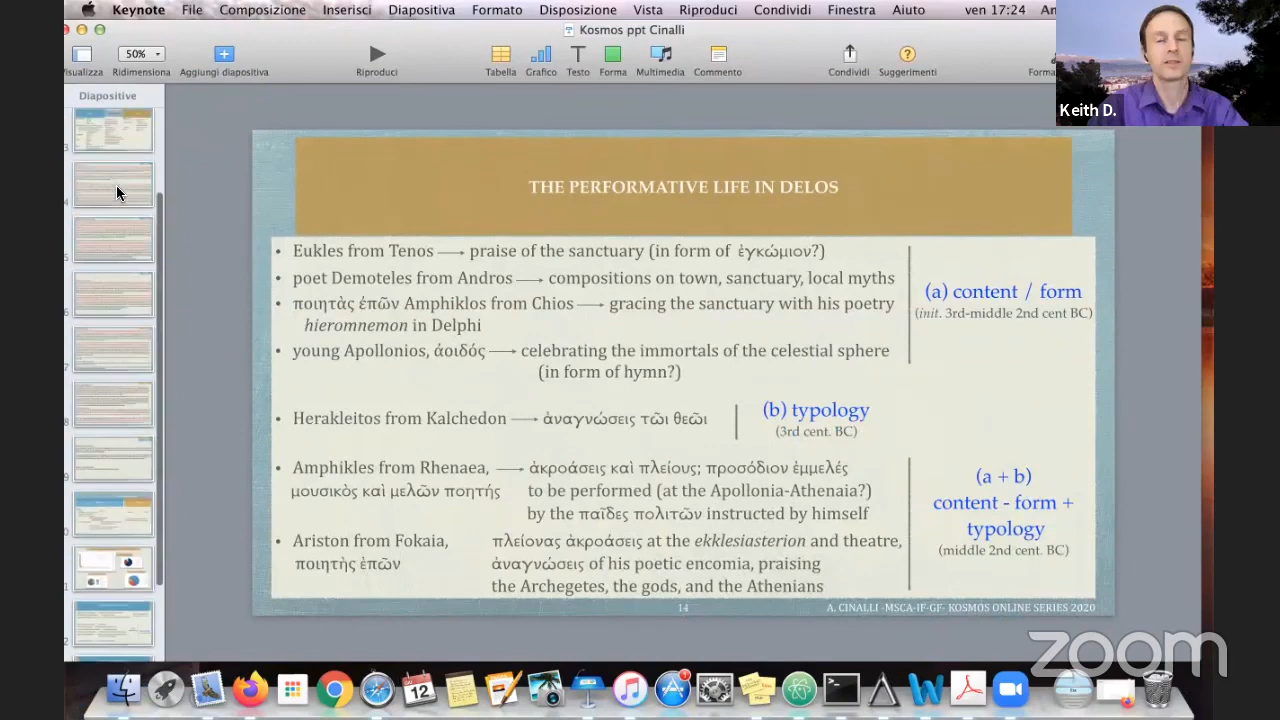 Keynote File Composizione Inserisci Diapositiva Formato Disposizione Vista Riproduci Condividi Finestra Aiuto ven 17:24
Kosmos ppt Cinalli
50%
Ridimensiona Aggiungi diapositiva Riproduci Tabella Grafico Testo Forma Multimedia Commento Condividi Suggerimenti
Diapositive
Keith D.
THE PERFORMATIVE LIFE IN DELOS
• Eukles from Tenos → praise of the sanctuary (in form of ἐγκώμιον?)
• poet Demoteles from Andros → compositions on town, sanctuary, local myths
• ποιητὰς ἐπῶν Amphiklos from Chios → gracing the sanctuary with his poetry
hieromnemon in Delphi
• young Apollonios, ἀοιδός → celebrating the immortals of the celestial sphere
(in form of hymn?)
(a) content / form
(init. 3rd-middle 2nd cent BC)
• Herakleitos from Kalchedon → ἀναγνώσεις τῶι θεῶι
(b) typology
(3rd cent. BC)
• Amphikles from Rhenaea, → ἀκροάσεις καὶ πλείους; προσόδιον ἐμμελές
μουσικὸς καὶ μελῶν ποητής to be performed (at the Apollonia-Athenaia?)
by the παῖδες πολιτῶν instructed by himself
• Ariston from Fokaia, πλείονας ἀκροάσεις at the ekklesiasterion and theatre,
ποιητὴς ἐπῶν ἀναγνώσεις of his poetic encomia, praising
the Archegetes, the gods, and the Athenians
(a + b)
content - form +
typology
(middle 2nd cent. BC)
14
A. CINALLI -MSCA-IF-GF- KOSMOS ONLINE SERIES 2020
zoom
12